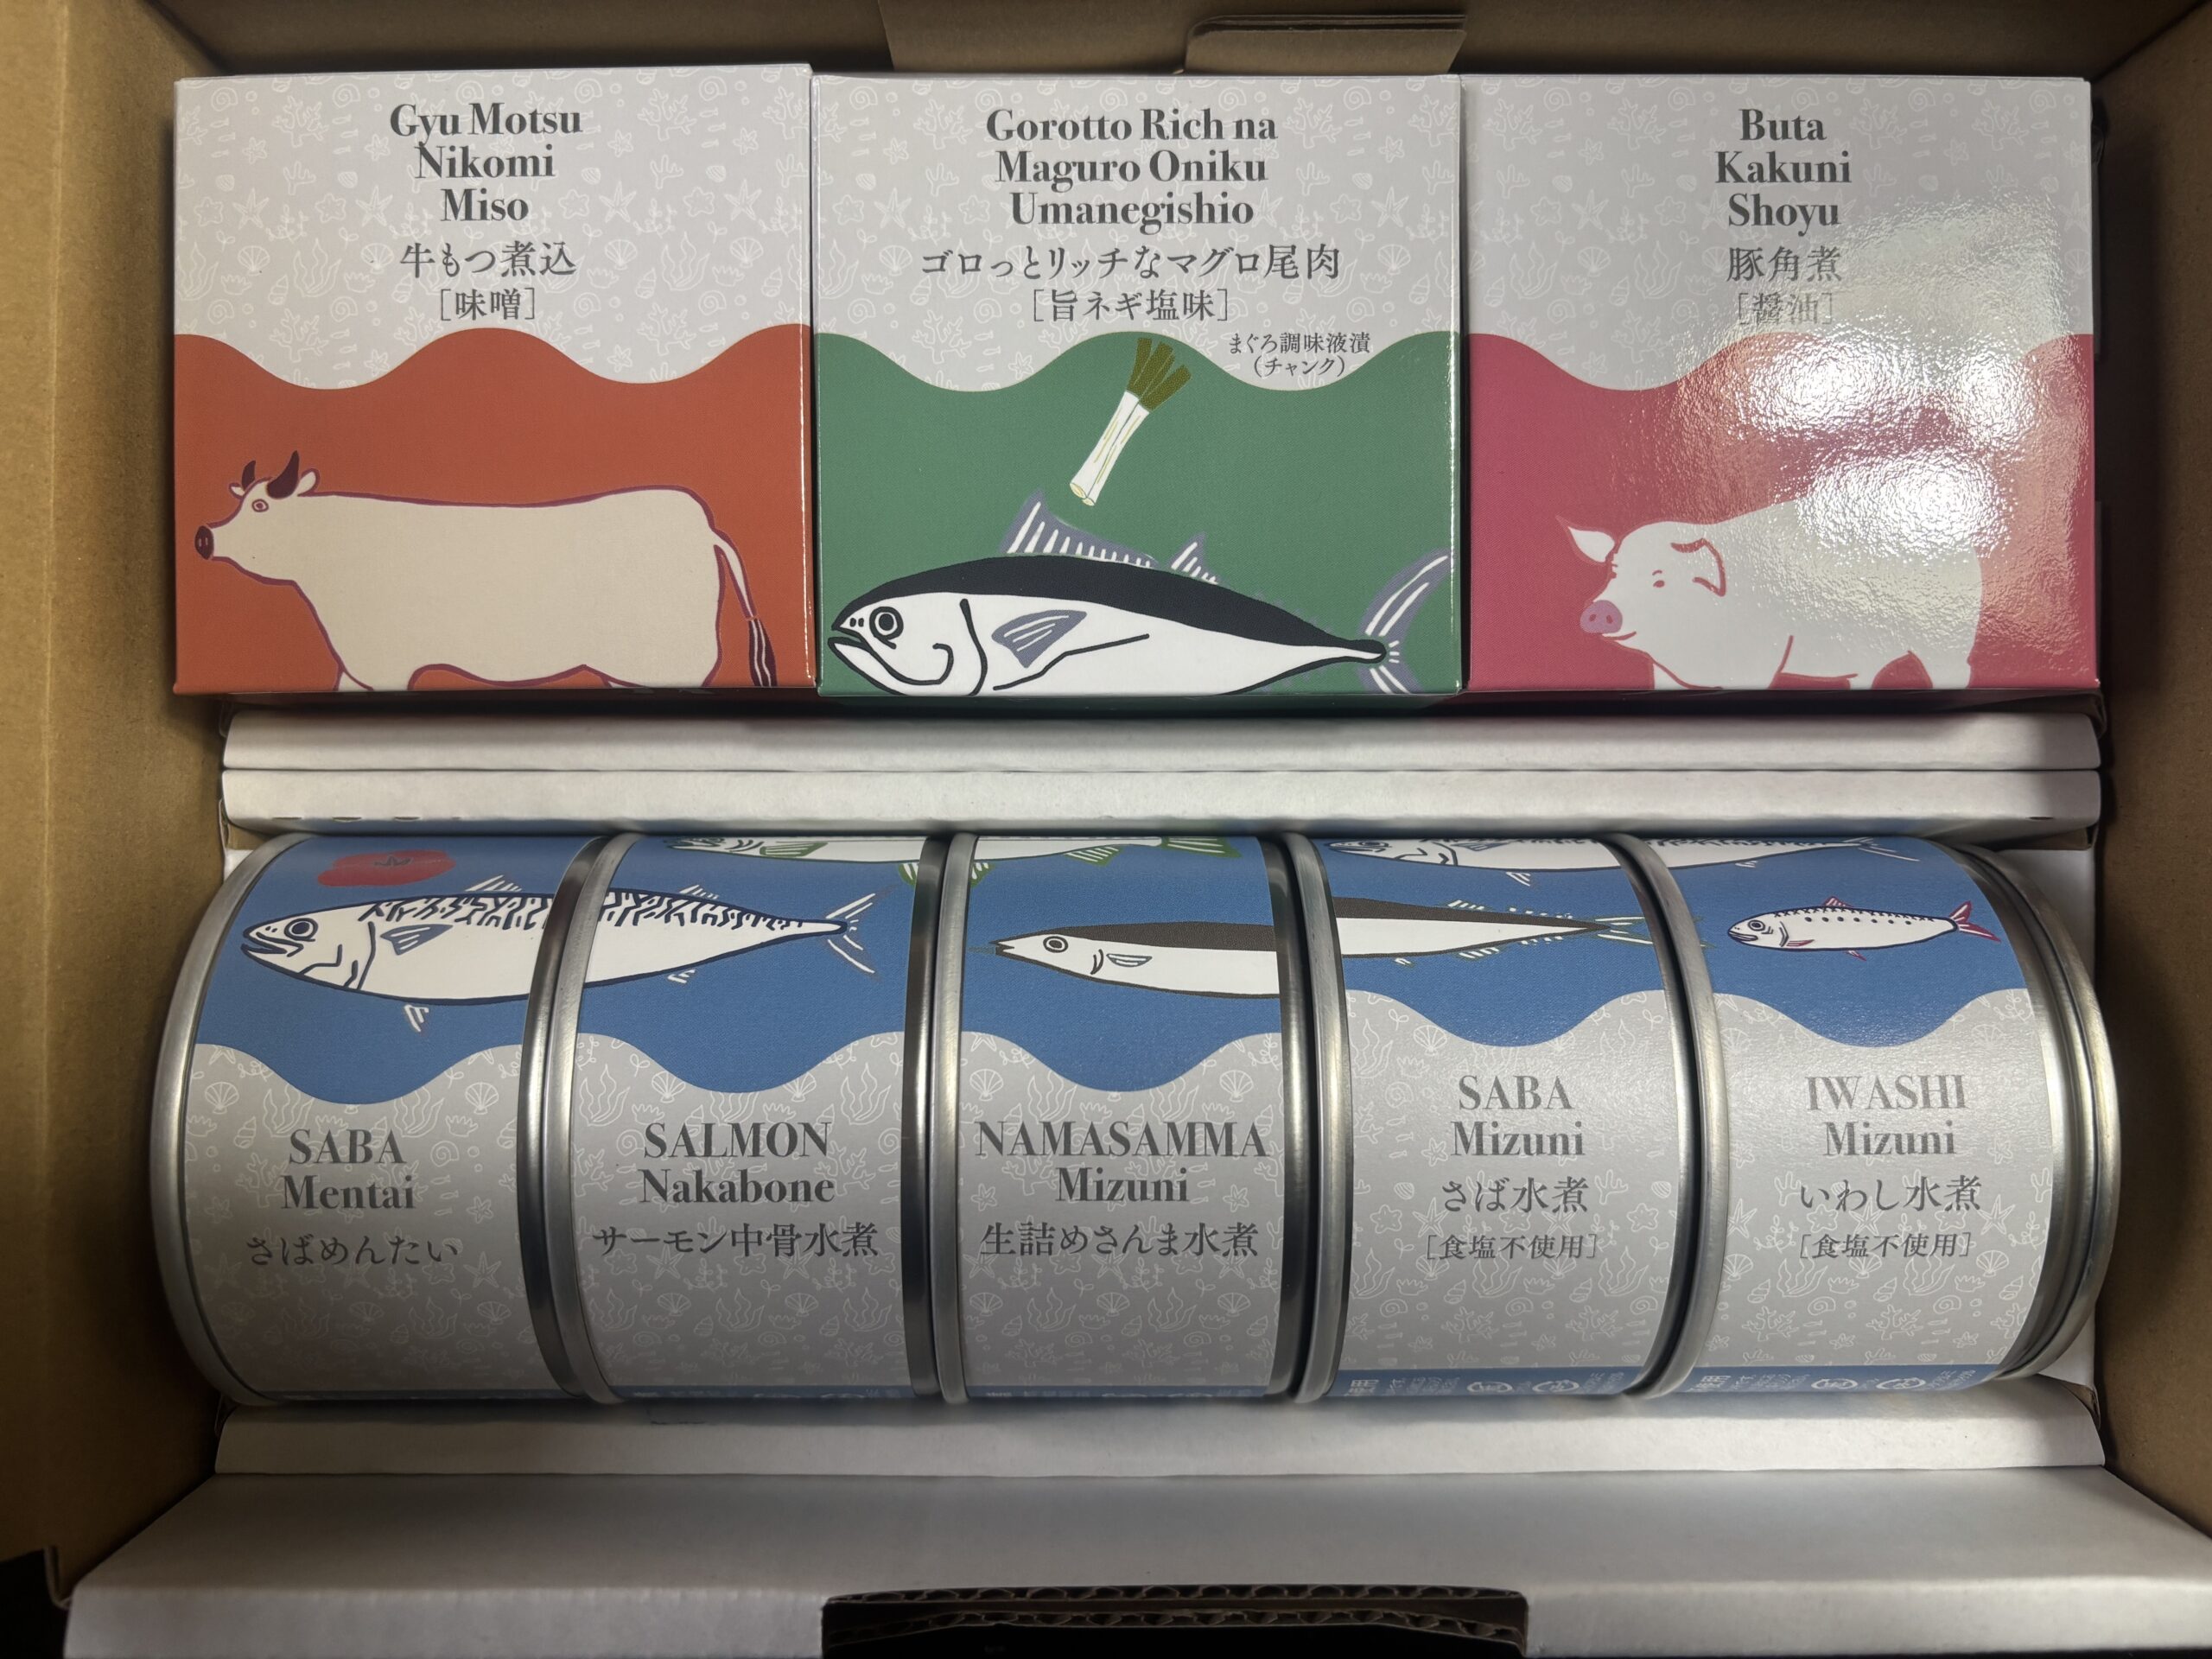 Gyu Motsu
Nikomi
Miso
牛もつ煮込
[味噌]
Gorotto Rich na
Maguro Oniku
Umanegishio
ゴロっとリッチなマグロ尾肉
[旨ネギ塩味]
まぐろ調味液漬
(チャンク)
Buta
Kakuni
Shoyu
豚角煮
[醤油]
SABA
Mentai
さばめんたい
SALMON
Nakabone
サーモン中骨水煮
NAMASAMMA
Mizuni
生詰めさんま水煮
SABA
Mizuni
さば水煮
[食塩不使用]
IWASHI
Mizuni
いわし水煮
[食塩不使用]